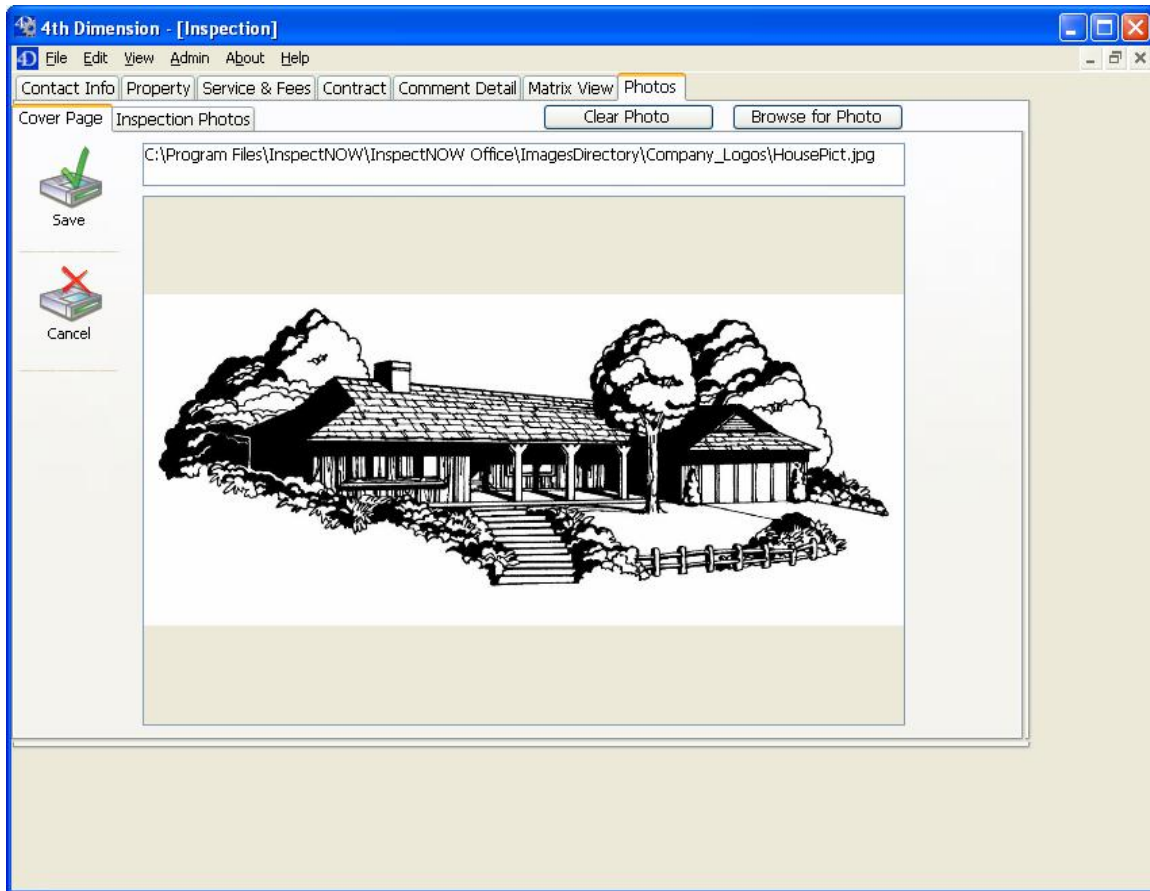 4th Dimension - [Inspection]
4D File Edit View Admin About Help
Contact Info Property Service & Fees Contract Comment Detail Matrix View Photos
Cover Page Inspection Photos Clear Photo Browse for Photo
C:\Program Files\InspectNOW\InspectNOW Office\ImagesDirectory\Company_Logos\HousePict.jpg
Save
Cancel